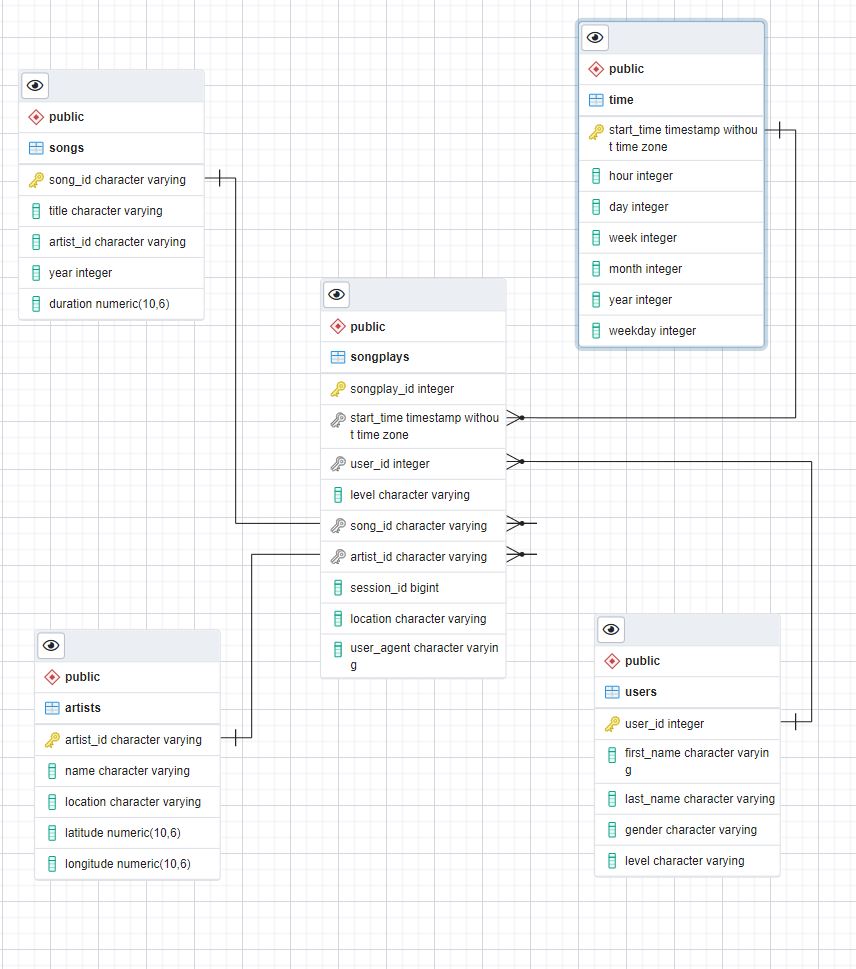 public
songs
song_id character varying
title character varying
artist_id character varying
year integer
duration numeric(10,6)
public
time
start_time timestamp withou
t time zone
hour integer
day integer
week integer
month integer
year integer
weekday integer
public
songplays
songplay_id integer
start_time timestamp withou
t time zone
user_id integer
level character varying
song_id character varying
artist_id character varying
session_id bigint
location character varying
user_agent character varyin
g
public
artists
artist_id character varying
name character varying
location character varying
latitude numeric(10,6)
longitude numeric(10,6)
public
users
user_id integer
first_name character varyin
g
last_name character varying
gender character varying
level character varying